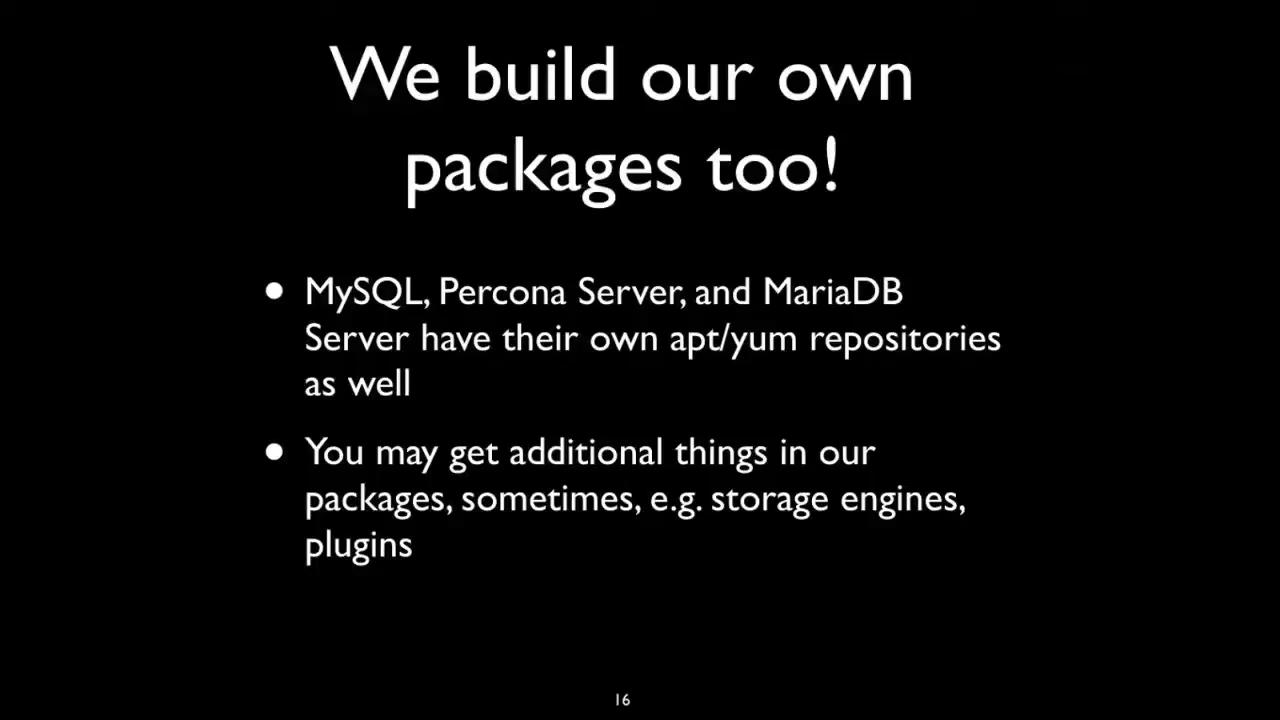 We build our own
packages too!
• MySQL, Percona Server, and MariaDB
Server have their own apt/yum repositories
as well
• You may get additional things in our
packages, sometimes, e.g. storage engines,
plugins
16